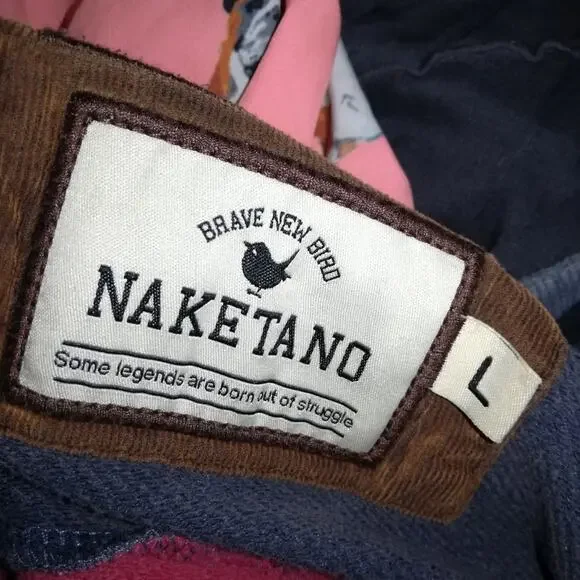 BRAVE NEW BIRD
NAKETANO
Some legends are born out of struggle
L